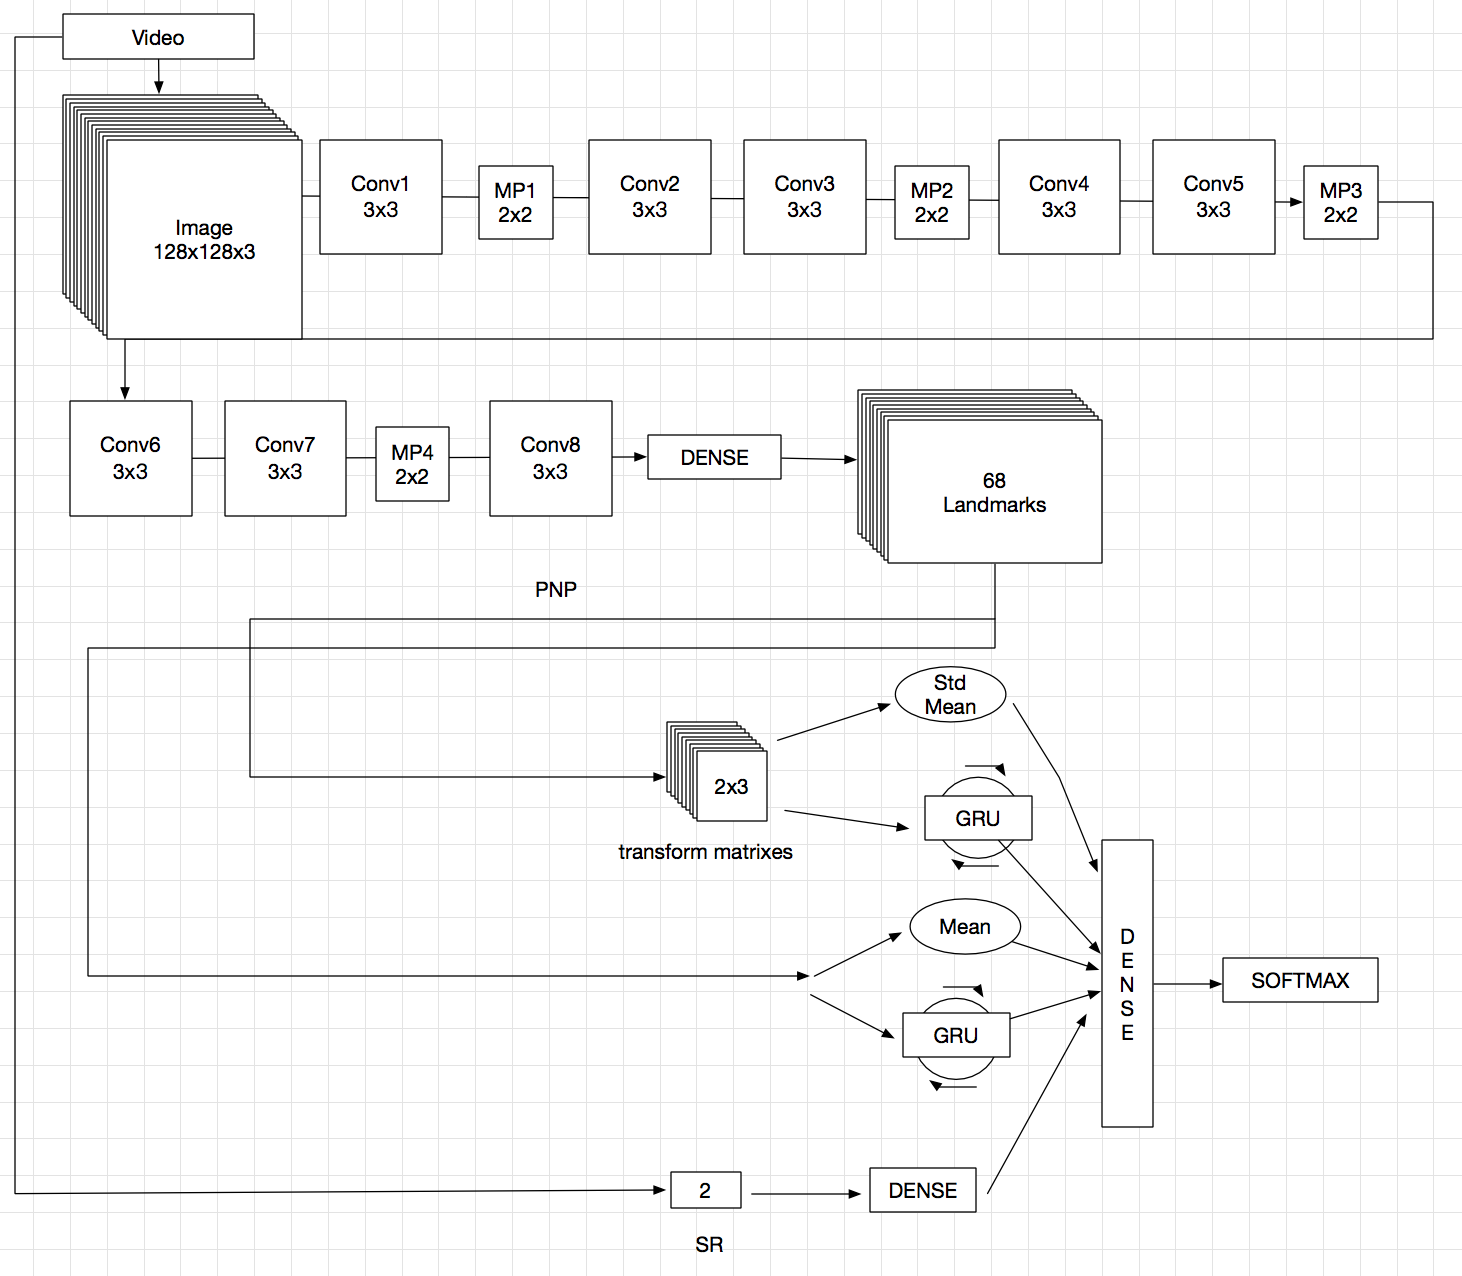 Video
Image
128x128x3
Conv1
3x3
MP1
2x2
Conv2
3x3
Conv3
3x3
MP2
2x2
Conv4
3x3
Conv5
3x3
MP3
2x2
Conv6
3x3
Conv7
3x3
MP4
2x2
Conv8
3x3
DENSE
68
Landmarks
PNP
Std
Mean
2x3
transform matrixes
GRU
Mean
GRU
D
E
N
S
E
SOFTMAX
2
DENSE
SR